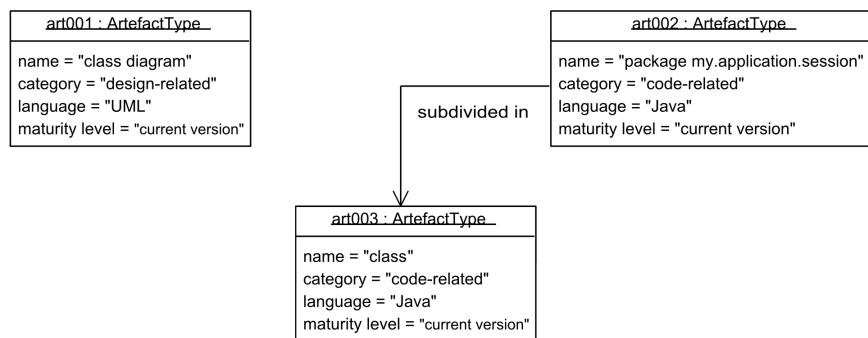 art001 : ArtefactType
name = "class diagram"
category = "design-related"
language = "UML"
maturity level = "current version"
art002 : ArtefactType
name = "package my.application.session"
category = "code-related"
language = "Java"
maturity level = "current version"
subdivided in
art003 : ArtefactType
name = "class"
category = "code-related"
language = "Java"
maturity level = "current version"